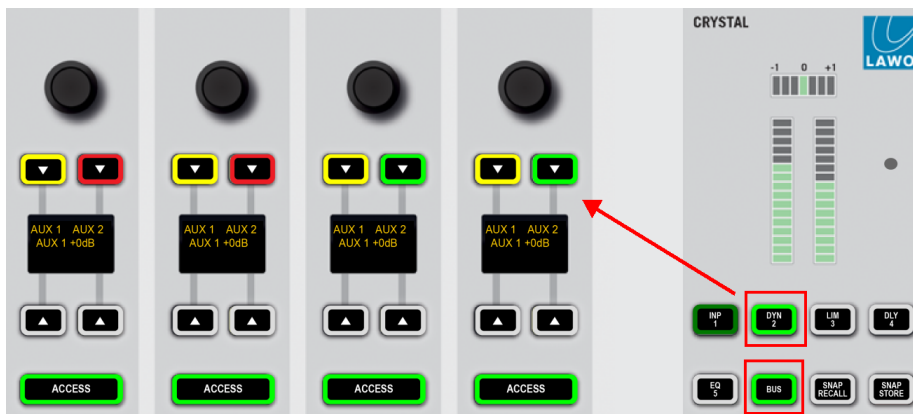 CRYSTAL
LAWO
-1 0 +1
AUX 1 AUX 2
AUX 1 +0dB
AUX 1 AUX 2
AUX 1 +0dB
AUX 1 AUX 2
AUX 1 +0dB
AUX 1 AUX 2
AUX 1 +0dB
INP
1
DYN
2
LIM
3
DLY
4
ACCESS
ACCESS
ACCESS
ACCESS
EQ
5
BUS
SNAP
RECALL
SNAP
STORE